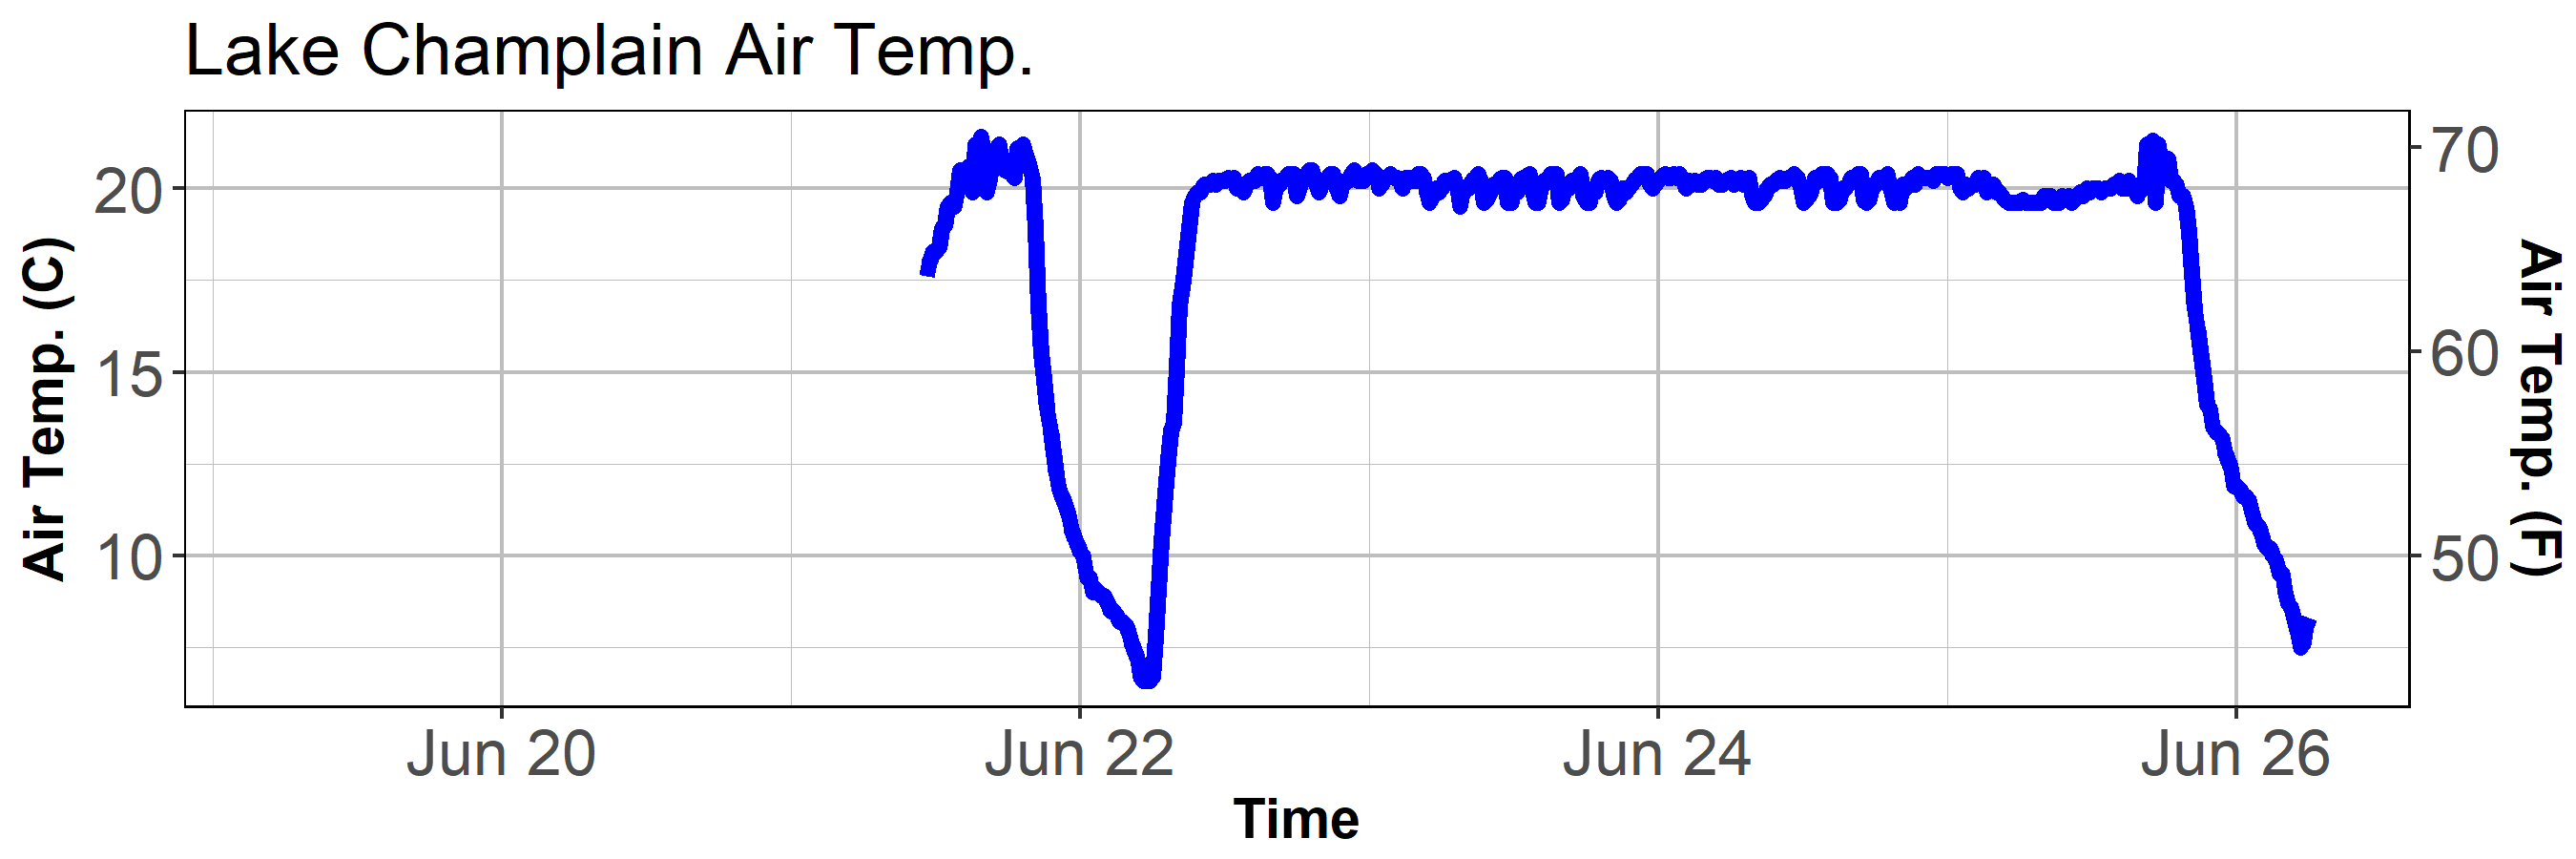 Lake Champlain Air Temp.
Air Temp. (C)
20
15
10
70
60
50
Air Temp. (F)
Jun 20
Jun 22
Jun 24
Jun 26
Time